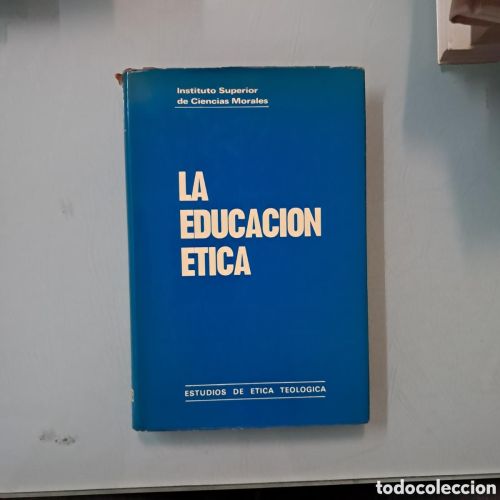 Instituto Superior
de Ciencias Morales
LA
EDUCACION
ETICA
ESTUDIOS DE ETICA TEOLOGICA
todocoleccion